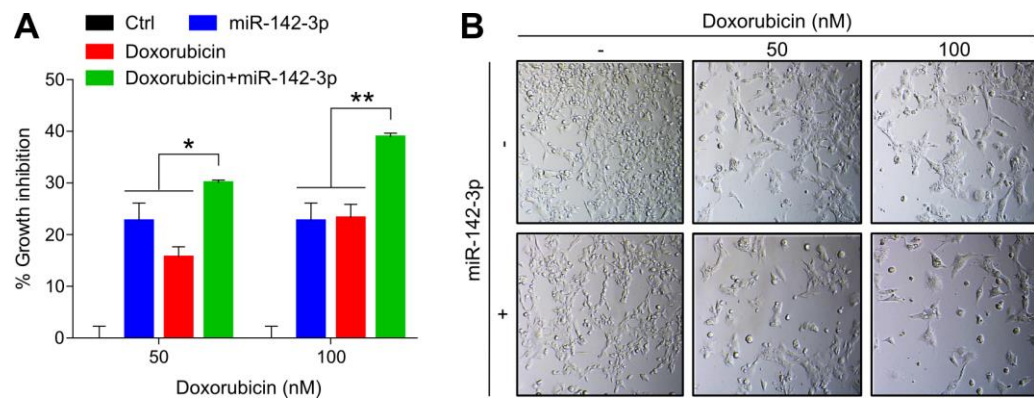 A
Ctrl miR-142-3p
Doxorubicin
Doxorubicin+miR-142-3p
% Growth inhibition
50
40
30
20
10
0
*
**
50 100
Doxorubicin (nM)
B
Doxorubicin (nM)
- 50 100
miR-142-3p
-
+